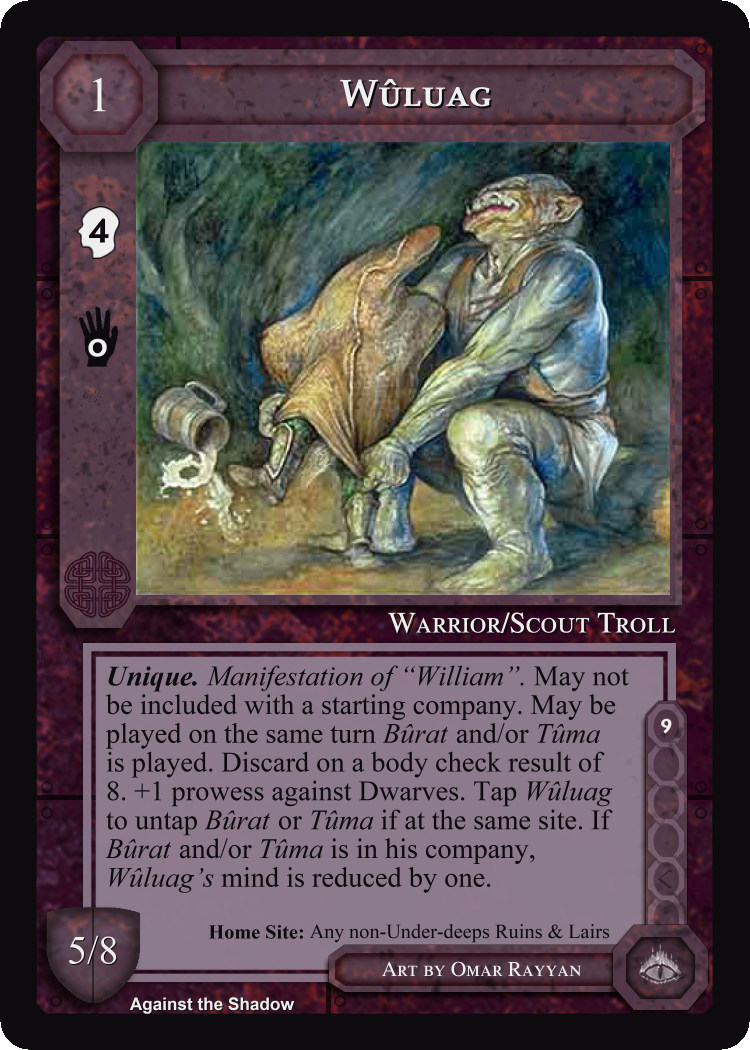 1
Wûluag
4
0
Warrior/Scout Troll
Unique. Manifestation of “William”. May not
be included with a starting company. May be
played on the same turn Bûrat and/or Tûma
is played. Discard on a body check result of
8. +1 prowess against Dwarves. Tap Wûluag
to untap Bûrat or Tûma if at the same site. If
Bûrat and/or Tûma is in his company,
Wûluag’s mind is reduced by one.
9
Home Site: Any non-Under-deeps Ruins & Lairs
5/8
Art by Omar Rayyan
Against the Shadow